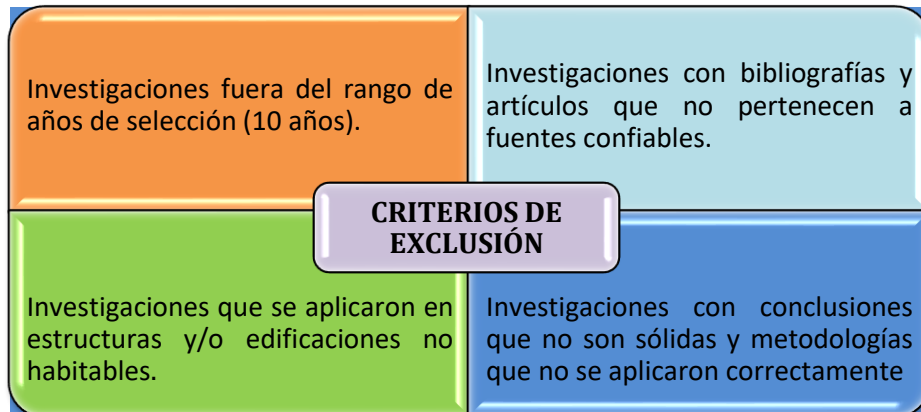 Investigaciones fuera del rango de
años de selección (10 años).
Investigaciones con bibliografías y
artículos que no pertenecen a
fuentes confiables.
CRITERIOS DE
EXCLUSIÓN
Investigaciones que se aplicaron en
estructuras y/o edificaciones no
habitables.
Investigaciones con conclusiones
que no son sólidas y metodologías
que no se aplicaron correctamente